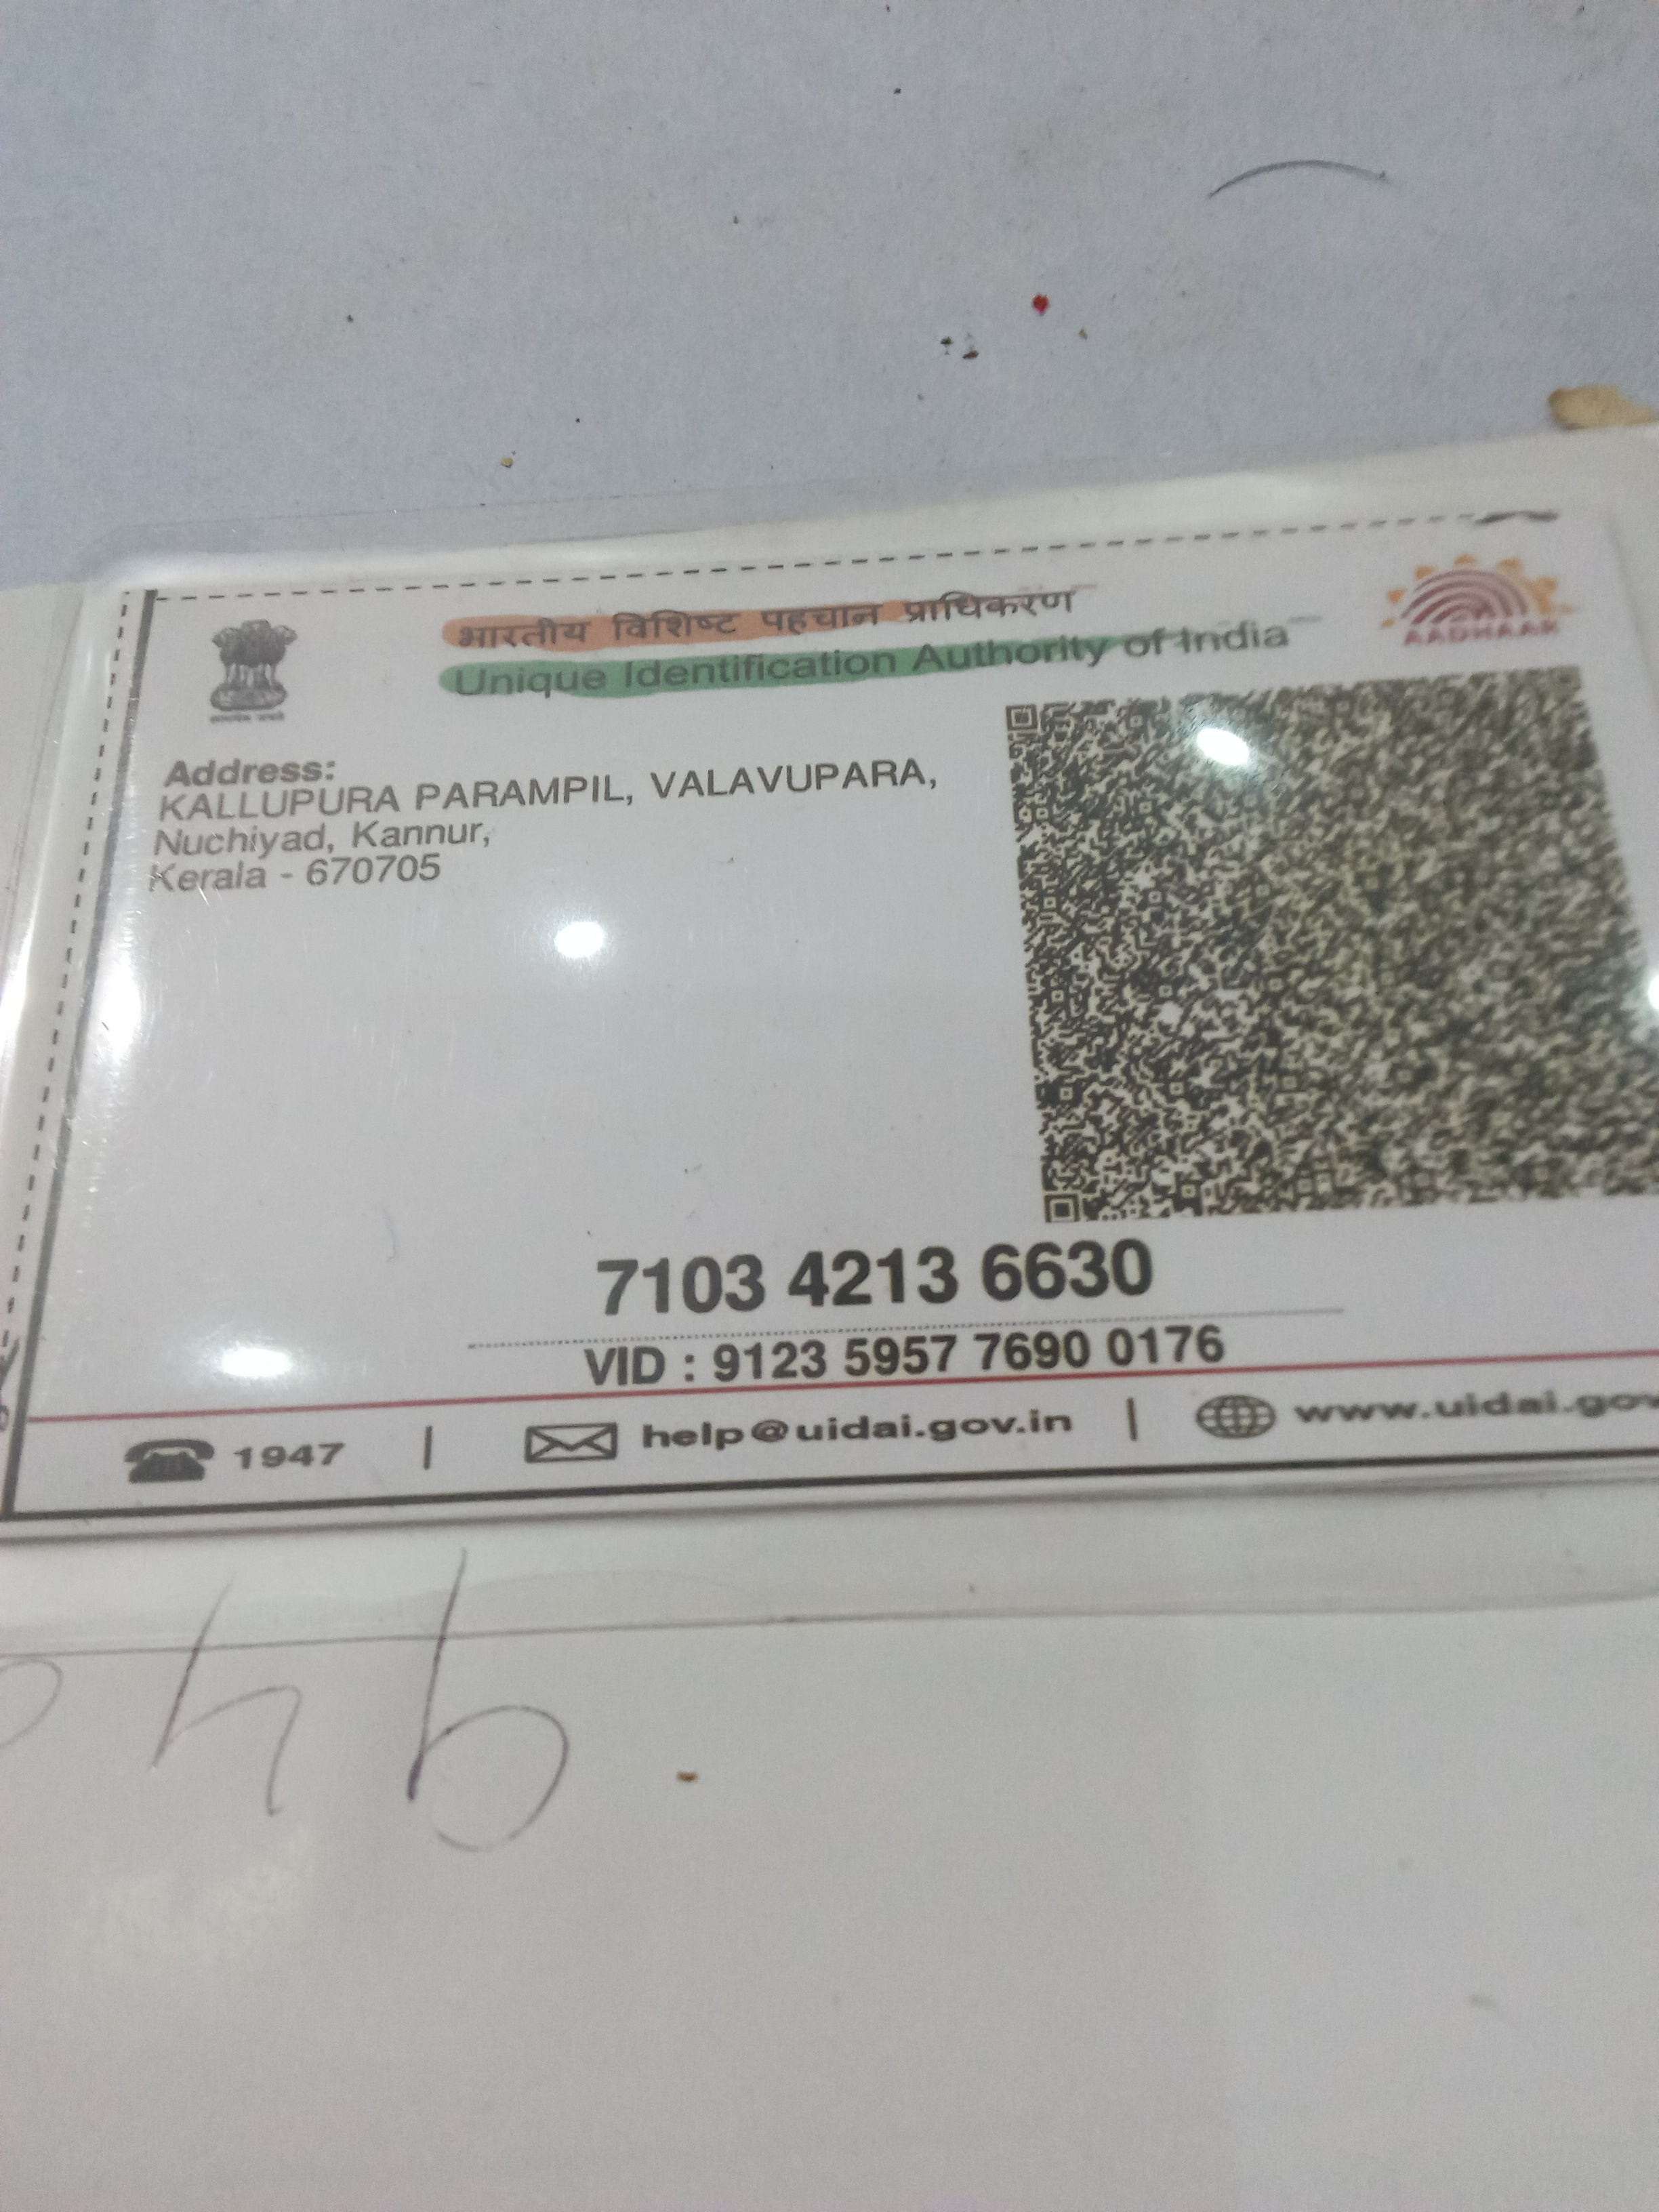 भारतीय विशिष्ट पहचान प्राधिकरण
Unique Identification Authority of India
AADHAAR
Address:
KALLUPURA PARAMPIL, VALAVUPARA,
Nuchiyad, Kannur,
Kerala - 670705
7103 4213 6630
VID : 9123 5957 7690 0176
1947 | help@uidai.gov.in | www.uidai.gov